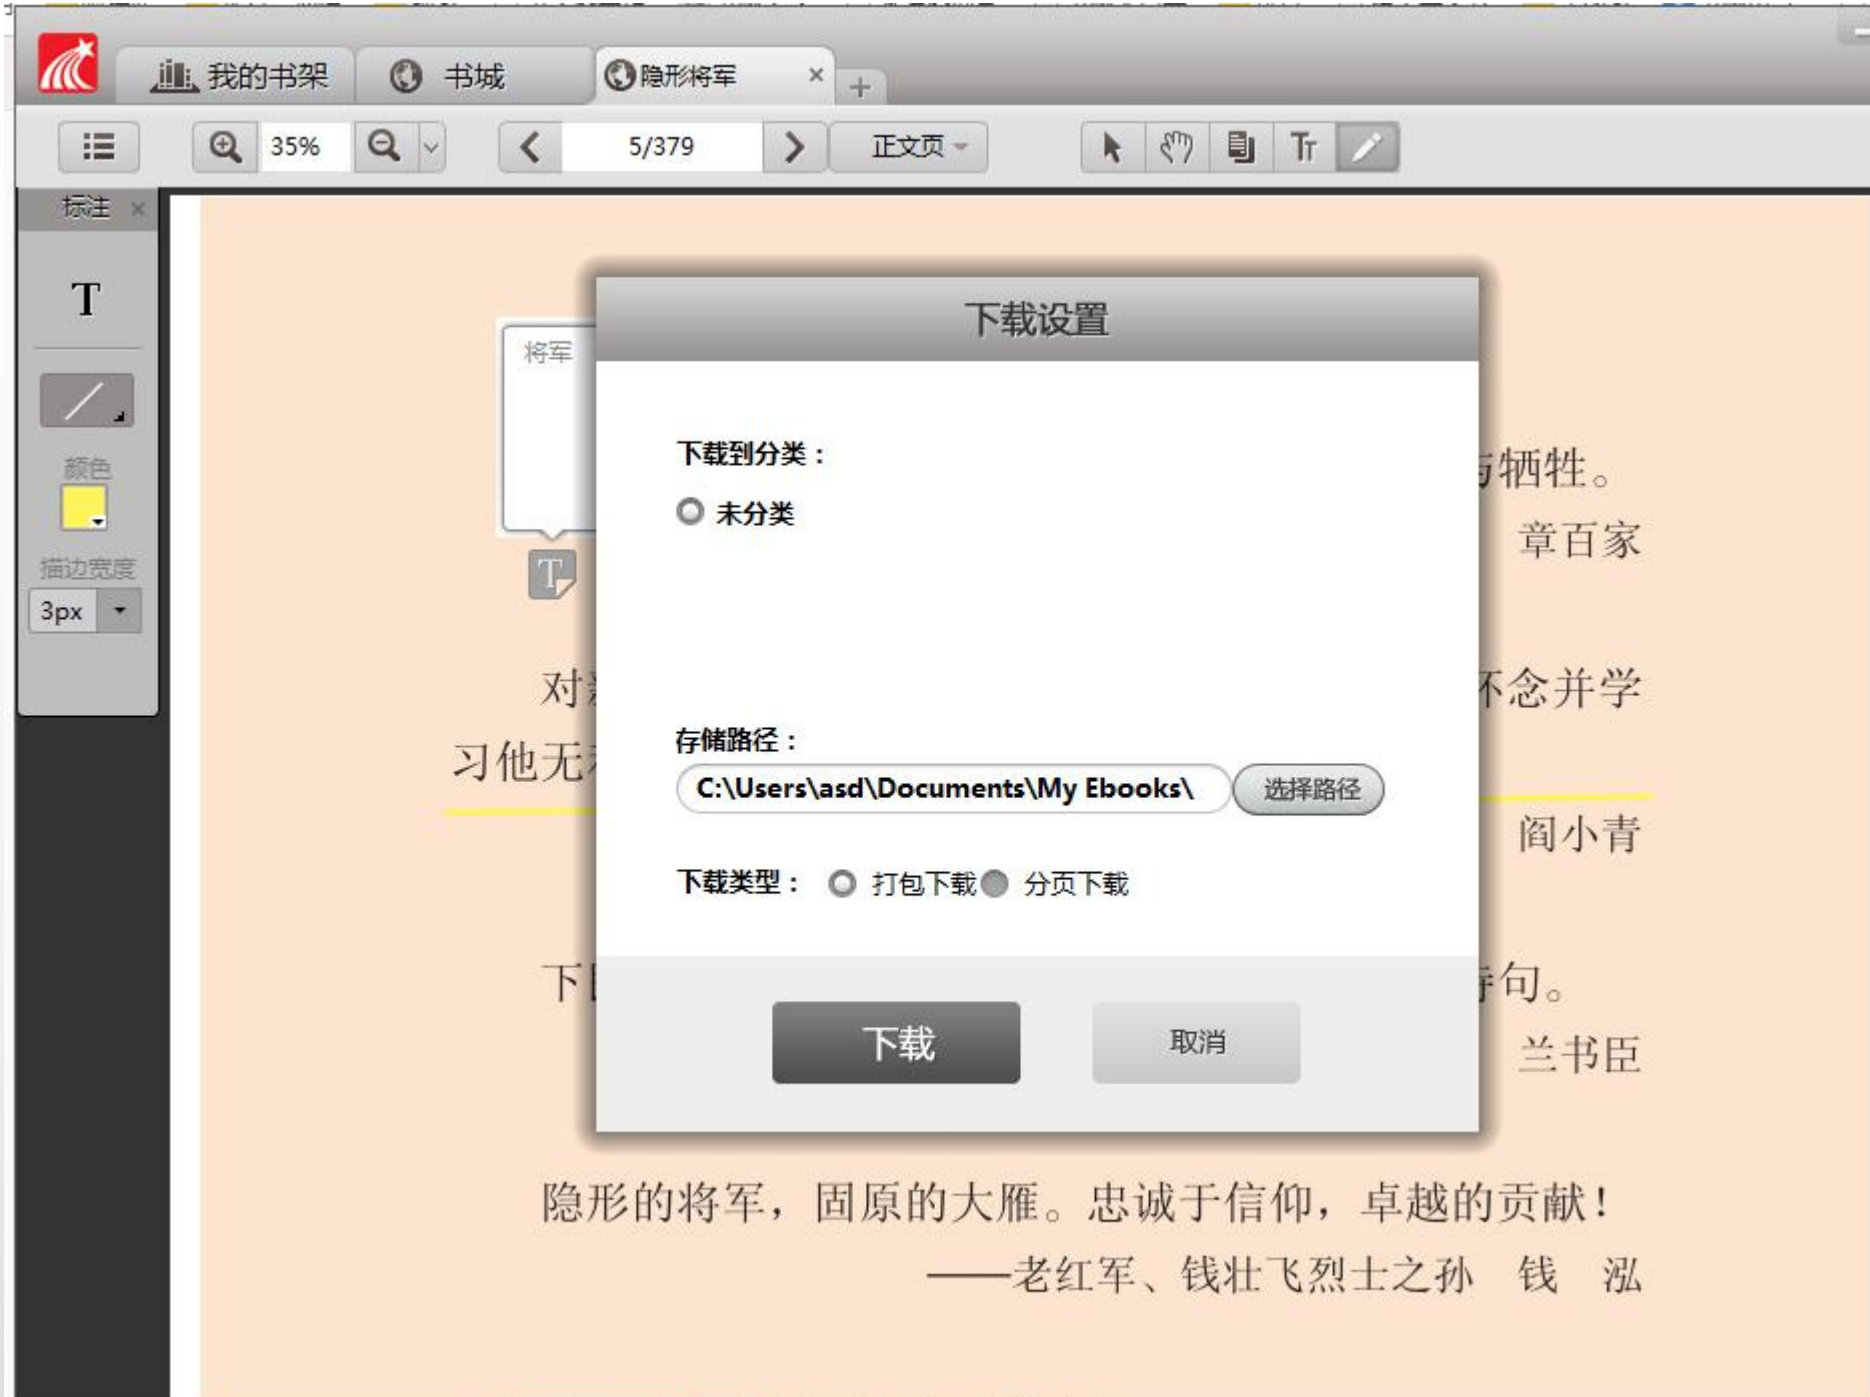 我的书架
书城
隐形将军
35%
5/379
正文页
标注
T
颜色
描边宽度
3px
将军
T
下载设置
下载到分类：
未分类
存储路径：
C:\Users\asd\Documents\My Ebooks\
选择路径
下载类型： 打包下载 分页下载
下载 取消
牺牲。
章百家
对
念并学
习他无
阎小青
下
句。
兰书臣
隐形的将军，固原的大雁。忠诚于信仰，卓越的贡献！
——老红军、钱壮飞烈士之孙 钱 泓